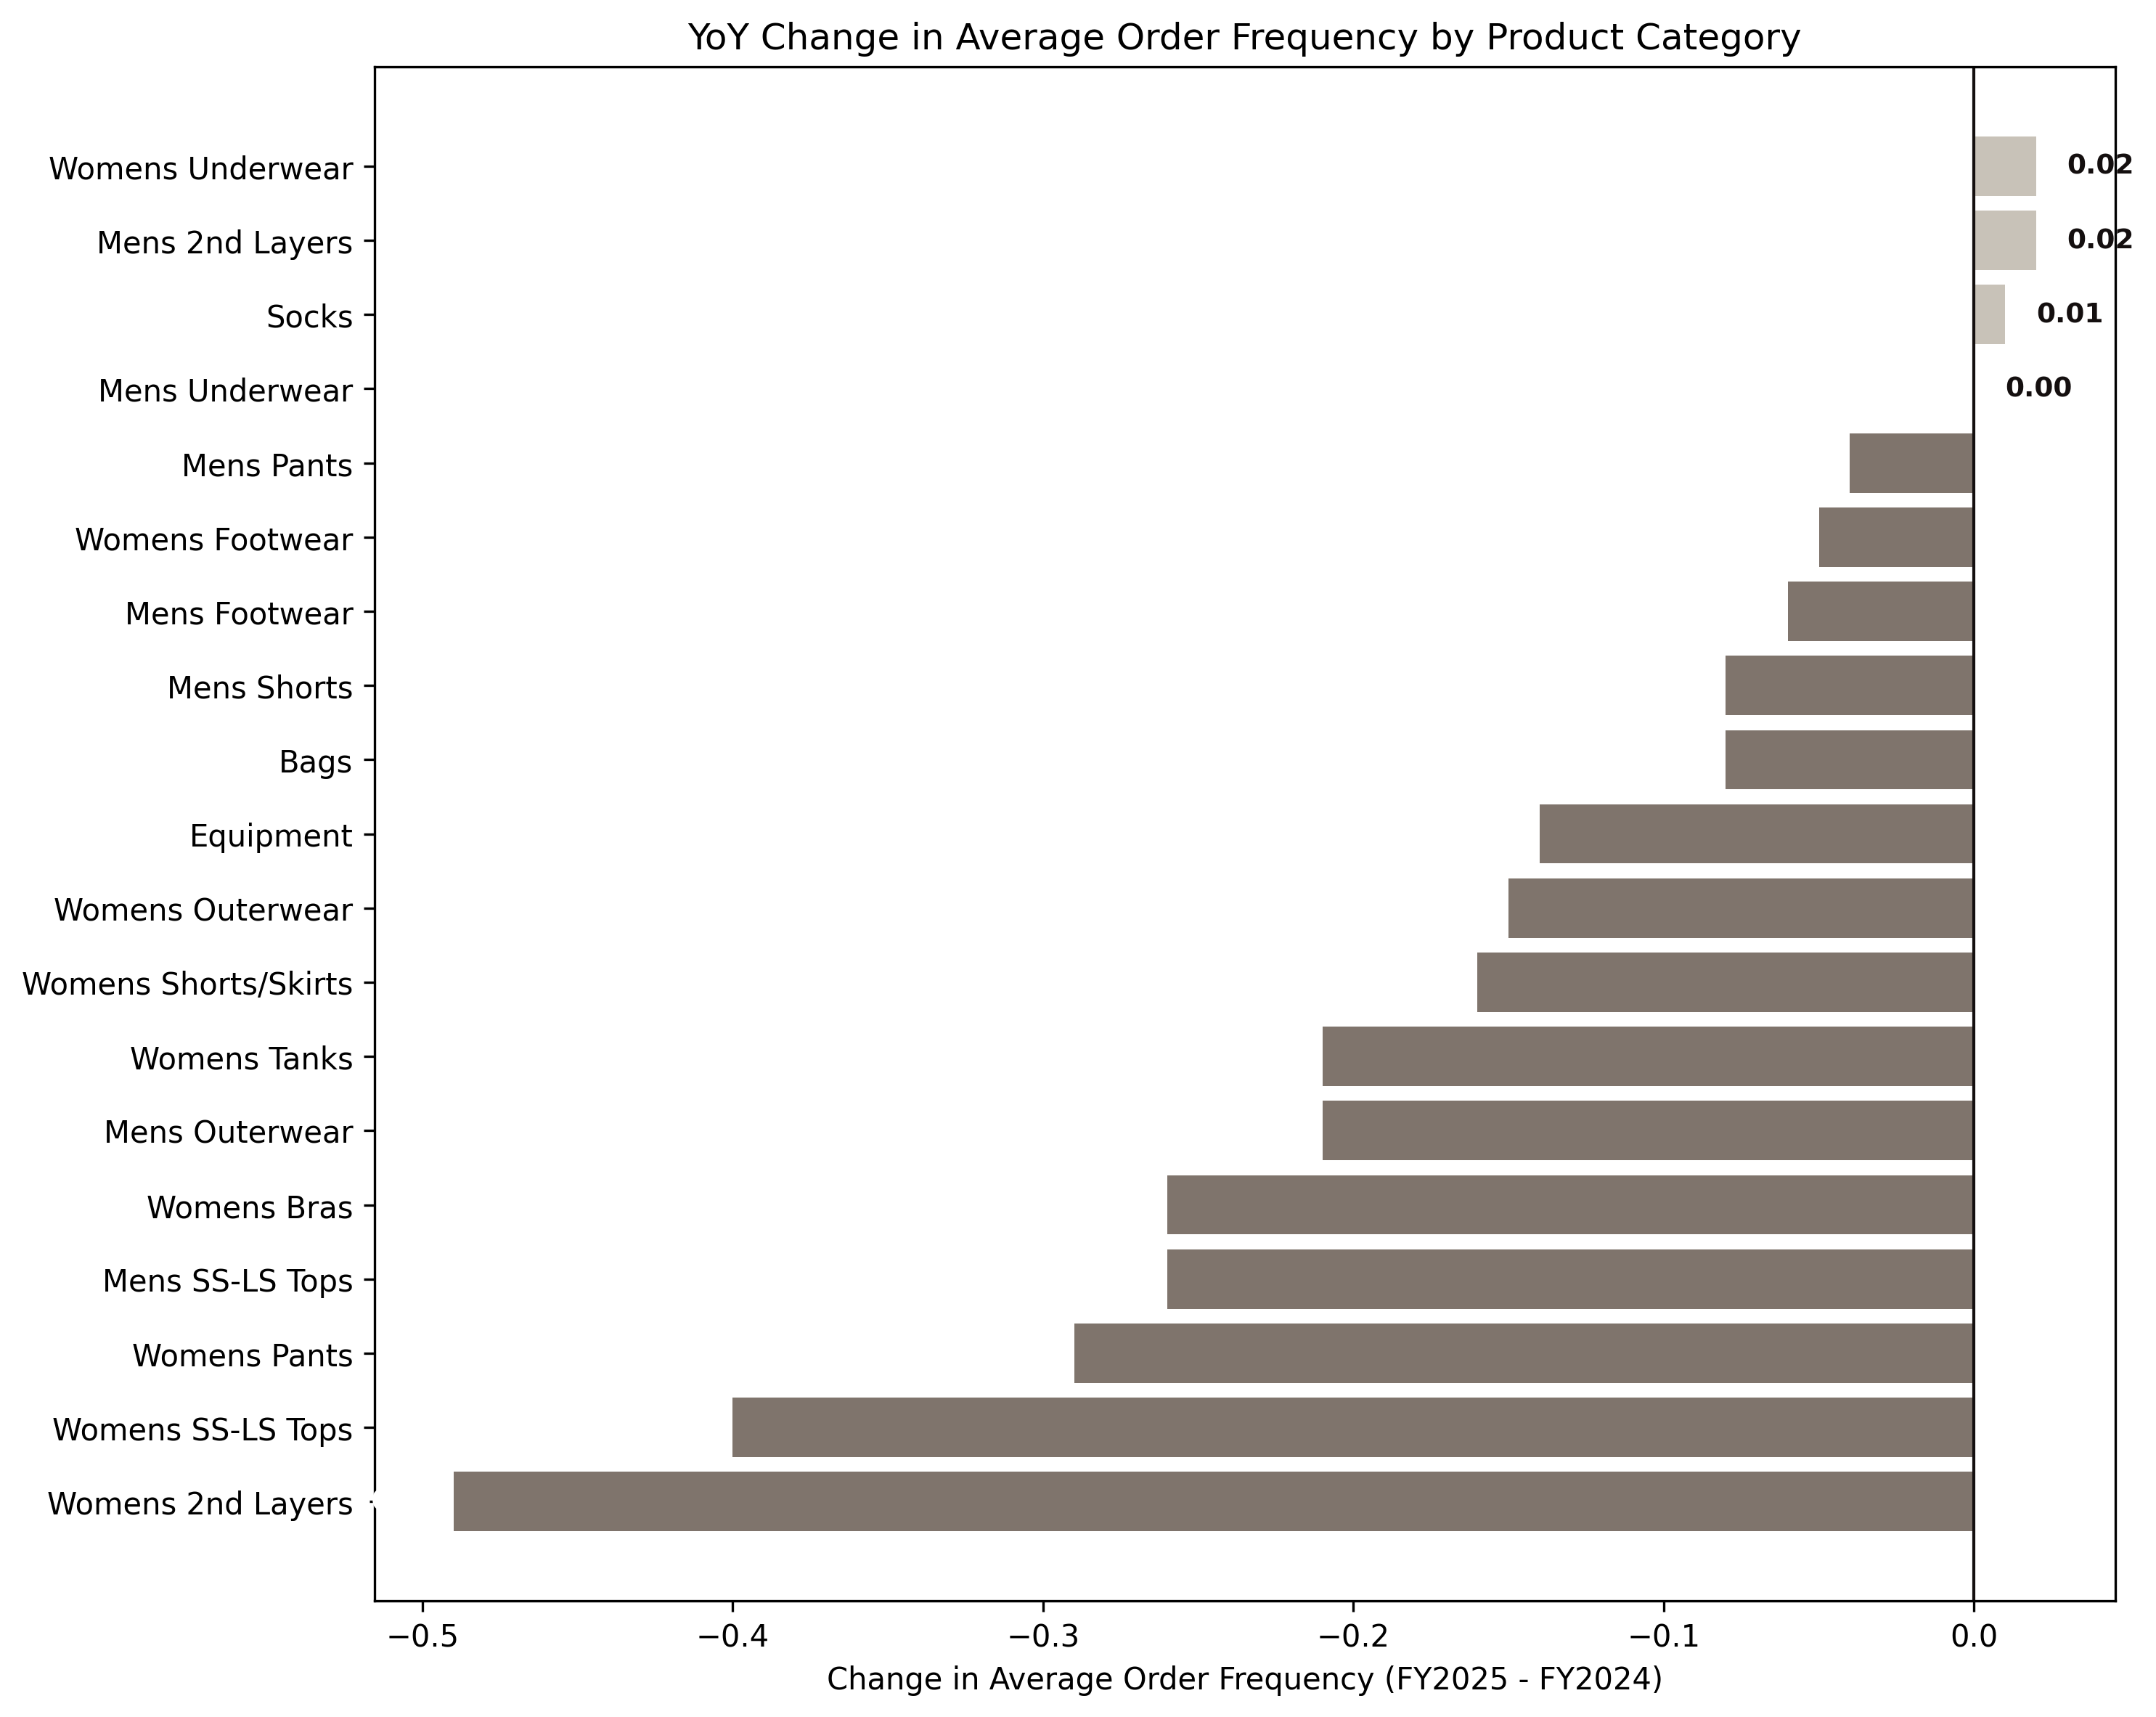 YoY Change in Average Order Frequency by Product Category
Womens Underwear 0.02
Mens 2nd Layers 0.02
Socks 0.01
Mens Underwear 0.00
Mens Pants
Womens Footwear
Mens Footwear
Mens Shorts
Bags
Equipment
Womens Outerwear
Womens Shorts/Skirts
Womens Tanks
Mens Outerwear
Womens Bras
Mens SS-LS Tops
Womens Pants
Womens SS-LS Tops
Womens 2nd Layers
−0.5 −0.4 −0.3 −0.2 −0.1 0.0
Change in Average Order Frequency (FY2025 - FY2024)